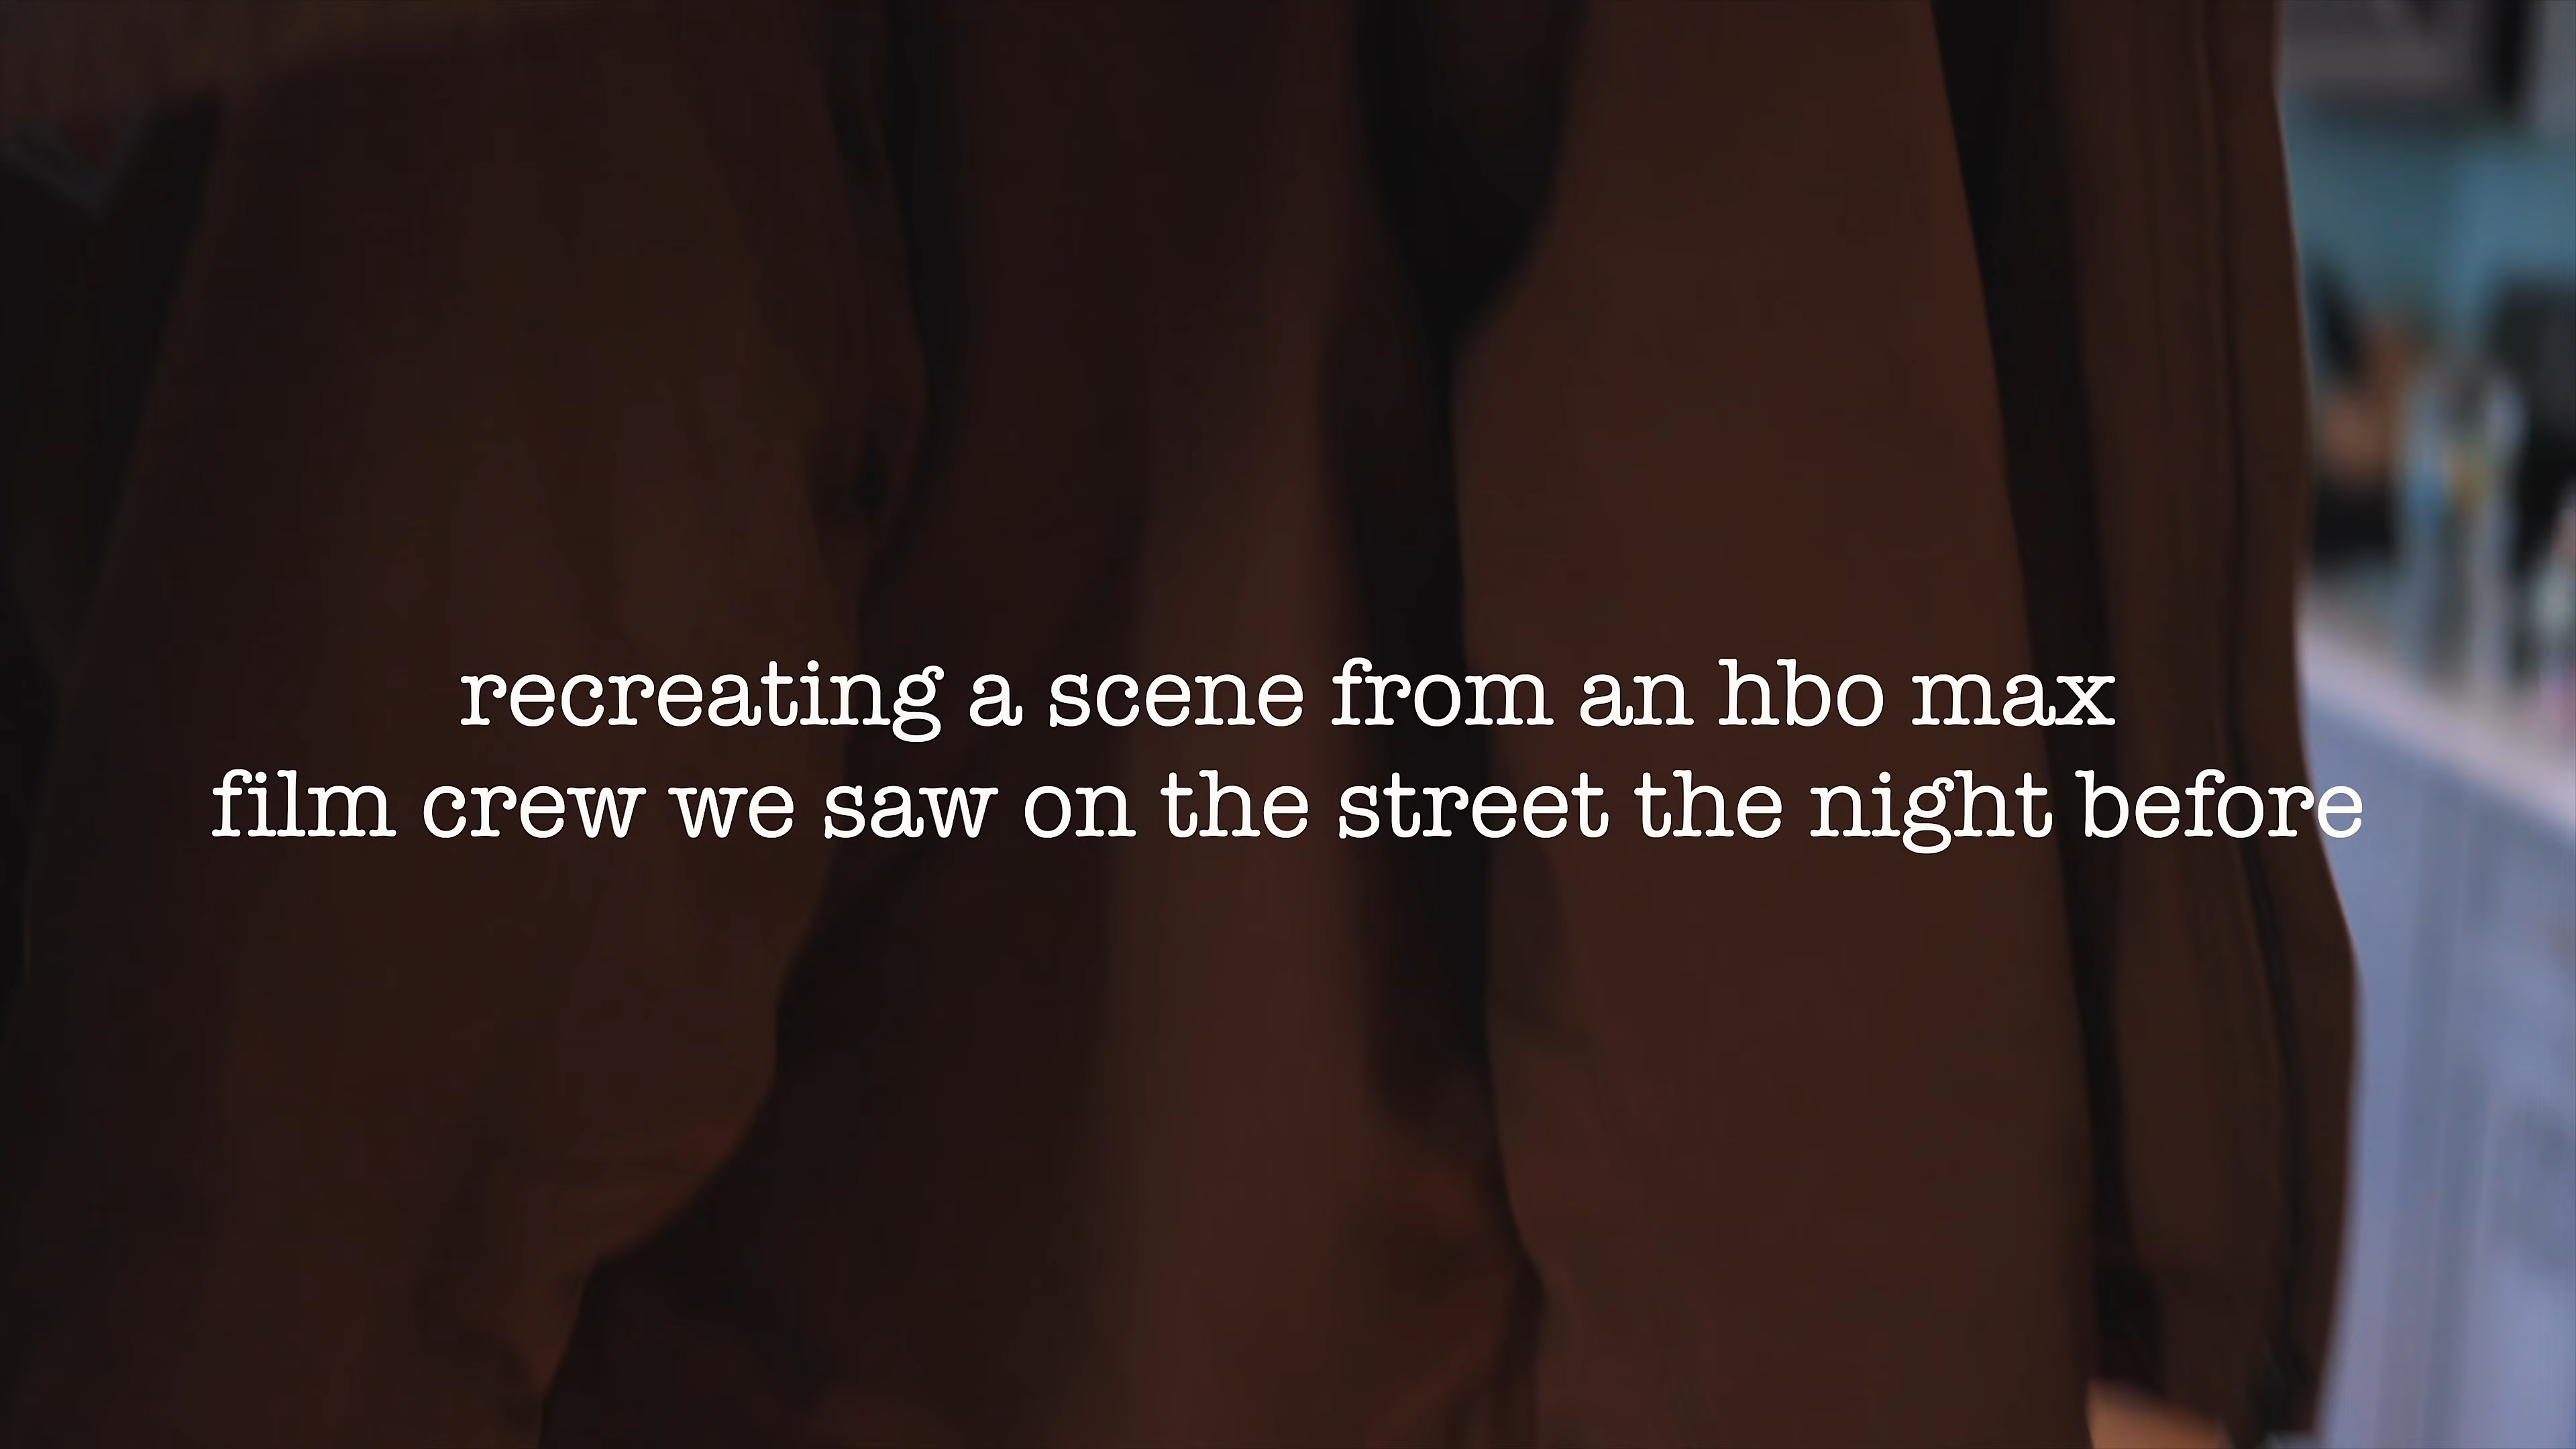 recreating a scene from an hbo max
film crew we saw on the street the night before